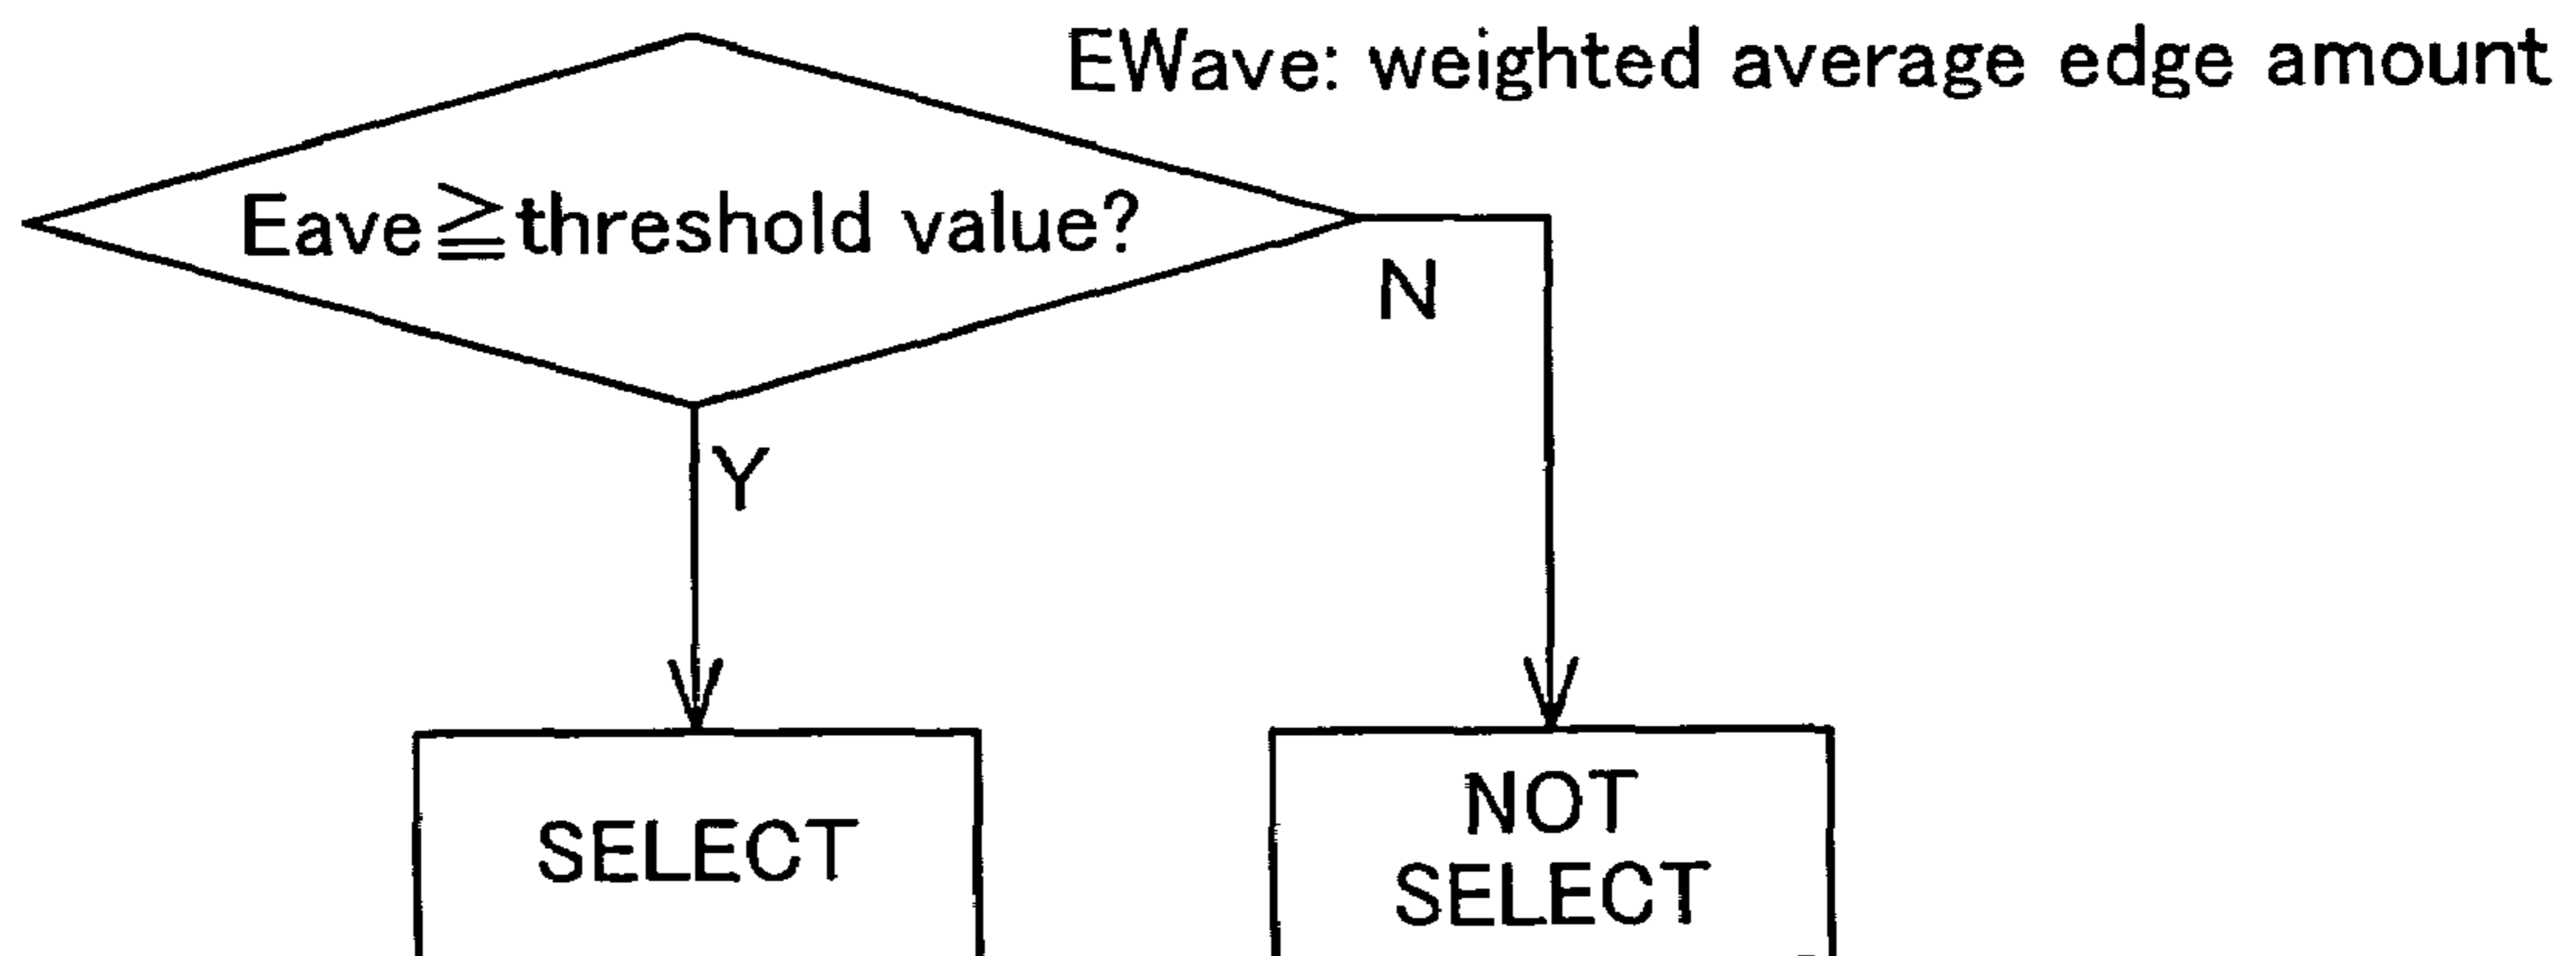 EWave: weighted average edge amount
Eave≧threshold value?
N
Y
SELECT
NOT
SELECT